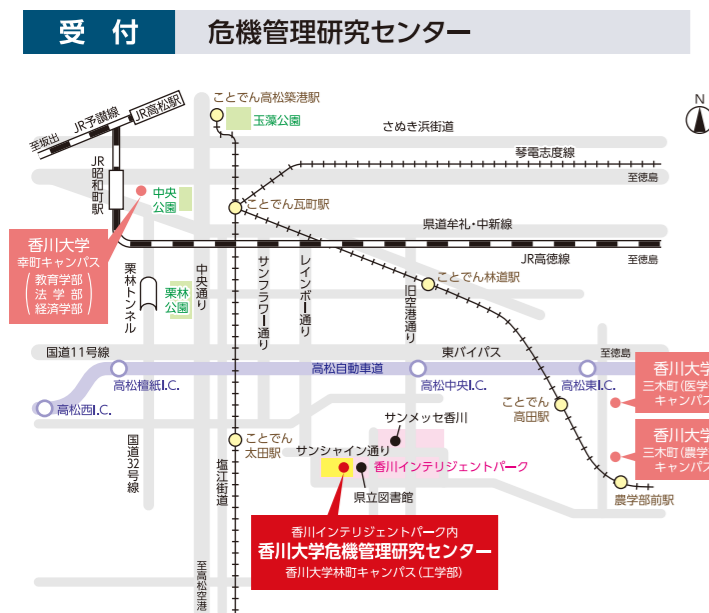 受付
危機管理研究センター
N
ことでん高松築港駅
玉藻公園
さぬき浜街道
JR高松駅
JR予讃線
至坂出
琴電志度線
至徳島
JR昭和町駅
中央
公園
ことでん瓦町駅
県道牟礼・中新線
香川大学
幸町キャンパス
(教育学部
法学部
経済学部)
JR高徳線
至徳島
栗林トンネル
栗林
公園
中央通り
サンフラワー通り
レインボー通り
旧空港通り
ことでん林道駅
国道11号線
東バイパス
至徳島
高松自動車道
高松檀紙I.C.
高松中央I.C.
高松東I.C.
高松西I.C.
香川大学
三木町(医学
キャンパス
ことでん
高田駅
サンメッセ香川
国道32号線
ことでん
太田駅
サンシャイン通り
香川インテリジェントパーク
香川大学
三木町(農学
キャンパス
塩江街道
県立図書館
農学部前駅
香川インテリジェントパーク内
香川大学危機管理研究センター
香川大学林町キャンパス(工学部)
至高松空港